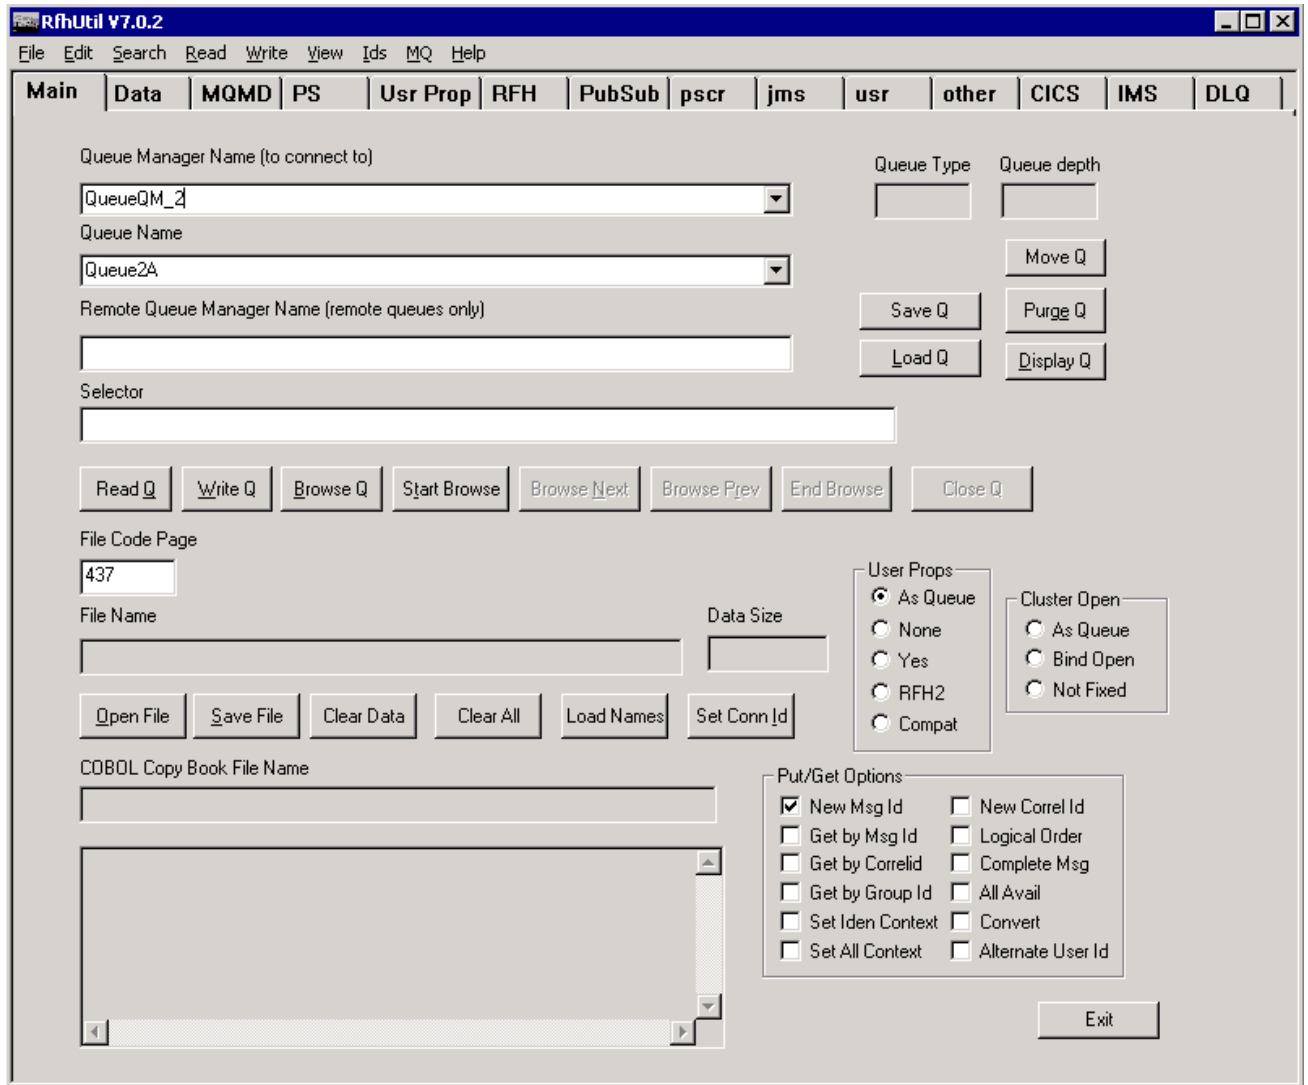 RfhUtil V7.0.2
File Edit Search Read Write View Ids MQ Help
Main Data MQMD PS Usr Prop RFH PubSub pscr jms usr other CICS IMS DLQ
Queue Manager Name (to connect to)
Queue Type Queue depth
QueueQM_2
Queue Name
Move Q
Queue2A
Remote Queue Manager Name (remote queues only)
Save Q Purge Q
Load Q Display Q
Selector
Read Q Write Q Browse Q Start Browse Browse Next Browse Prev End Browse Close Q
File Code Page
437
User Props
As Queue
Cluster Open
File Name Data Size
None As Queue
Yes Bind Open
RFH2 Not Fixed
Compat
Open File Save File Clear Data Clear All Load Names Set Conn Id
COBOL Copy Book File Name
Put/Get Options
New Msg Id New Correl Id
Get by Msg Id Logical Order
Get by Correlid Complete Msg
Get by Group Id All Avail
Set Iden Context Convert
Set All Context Alternate User Id
Exit